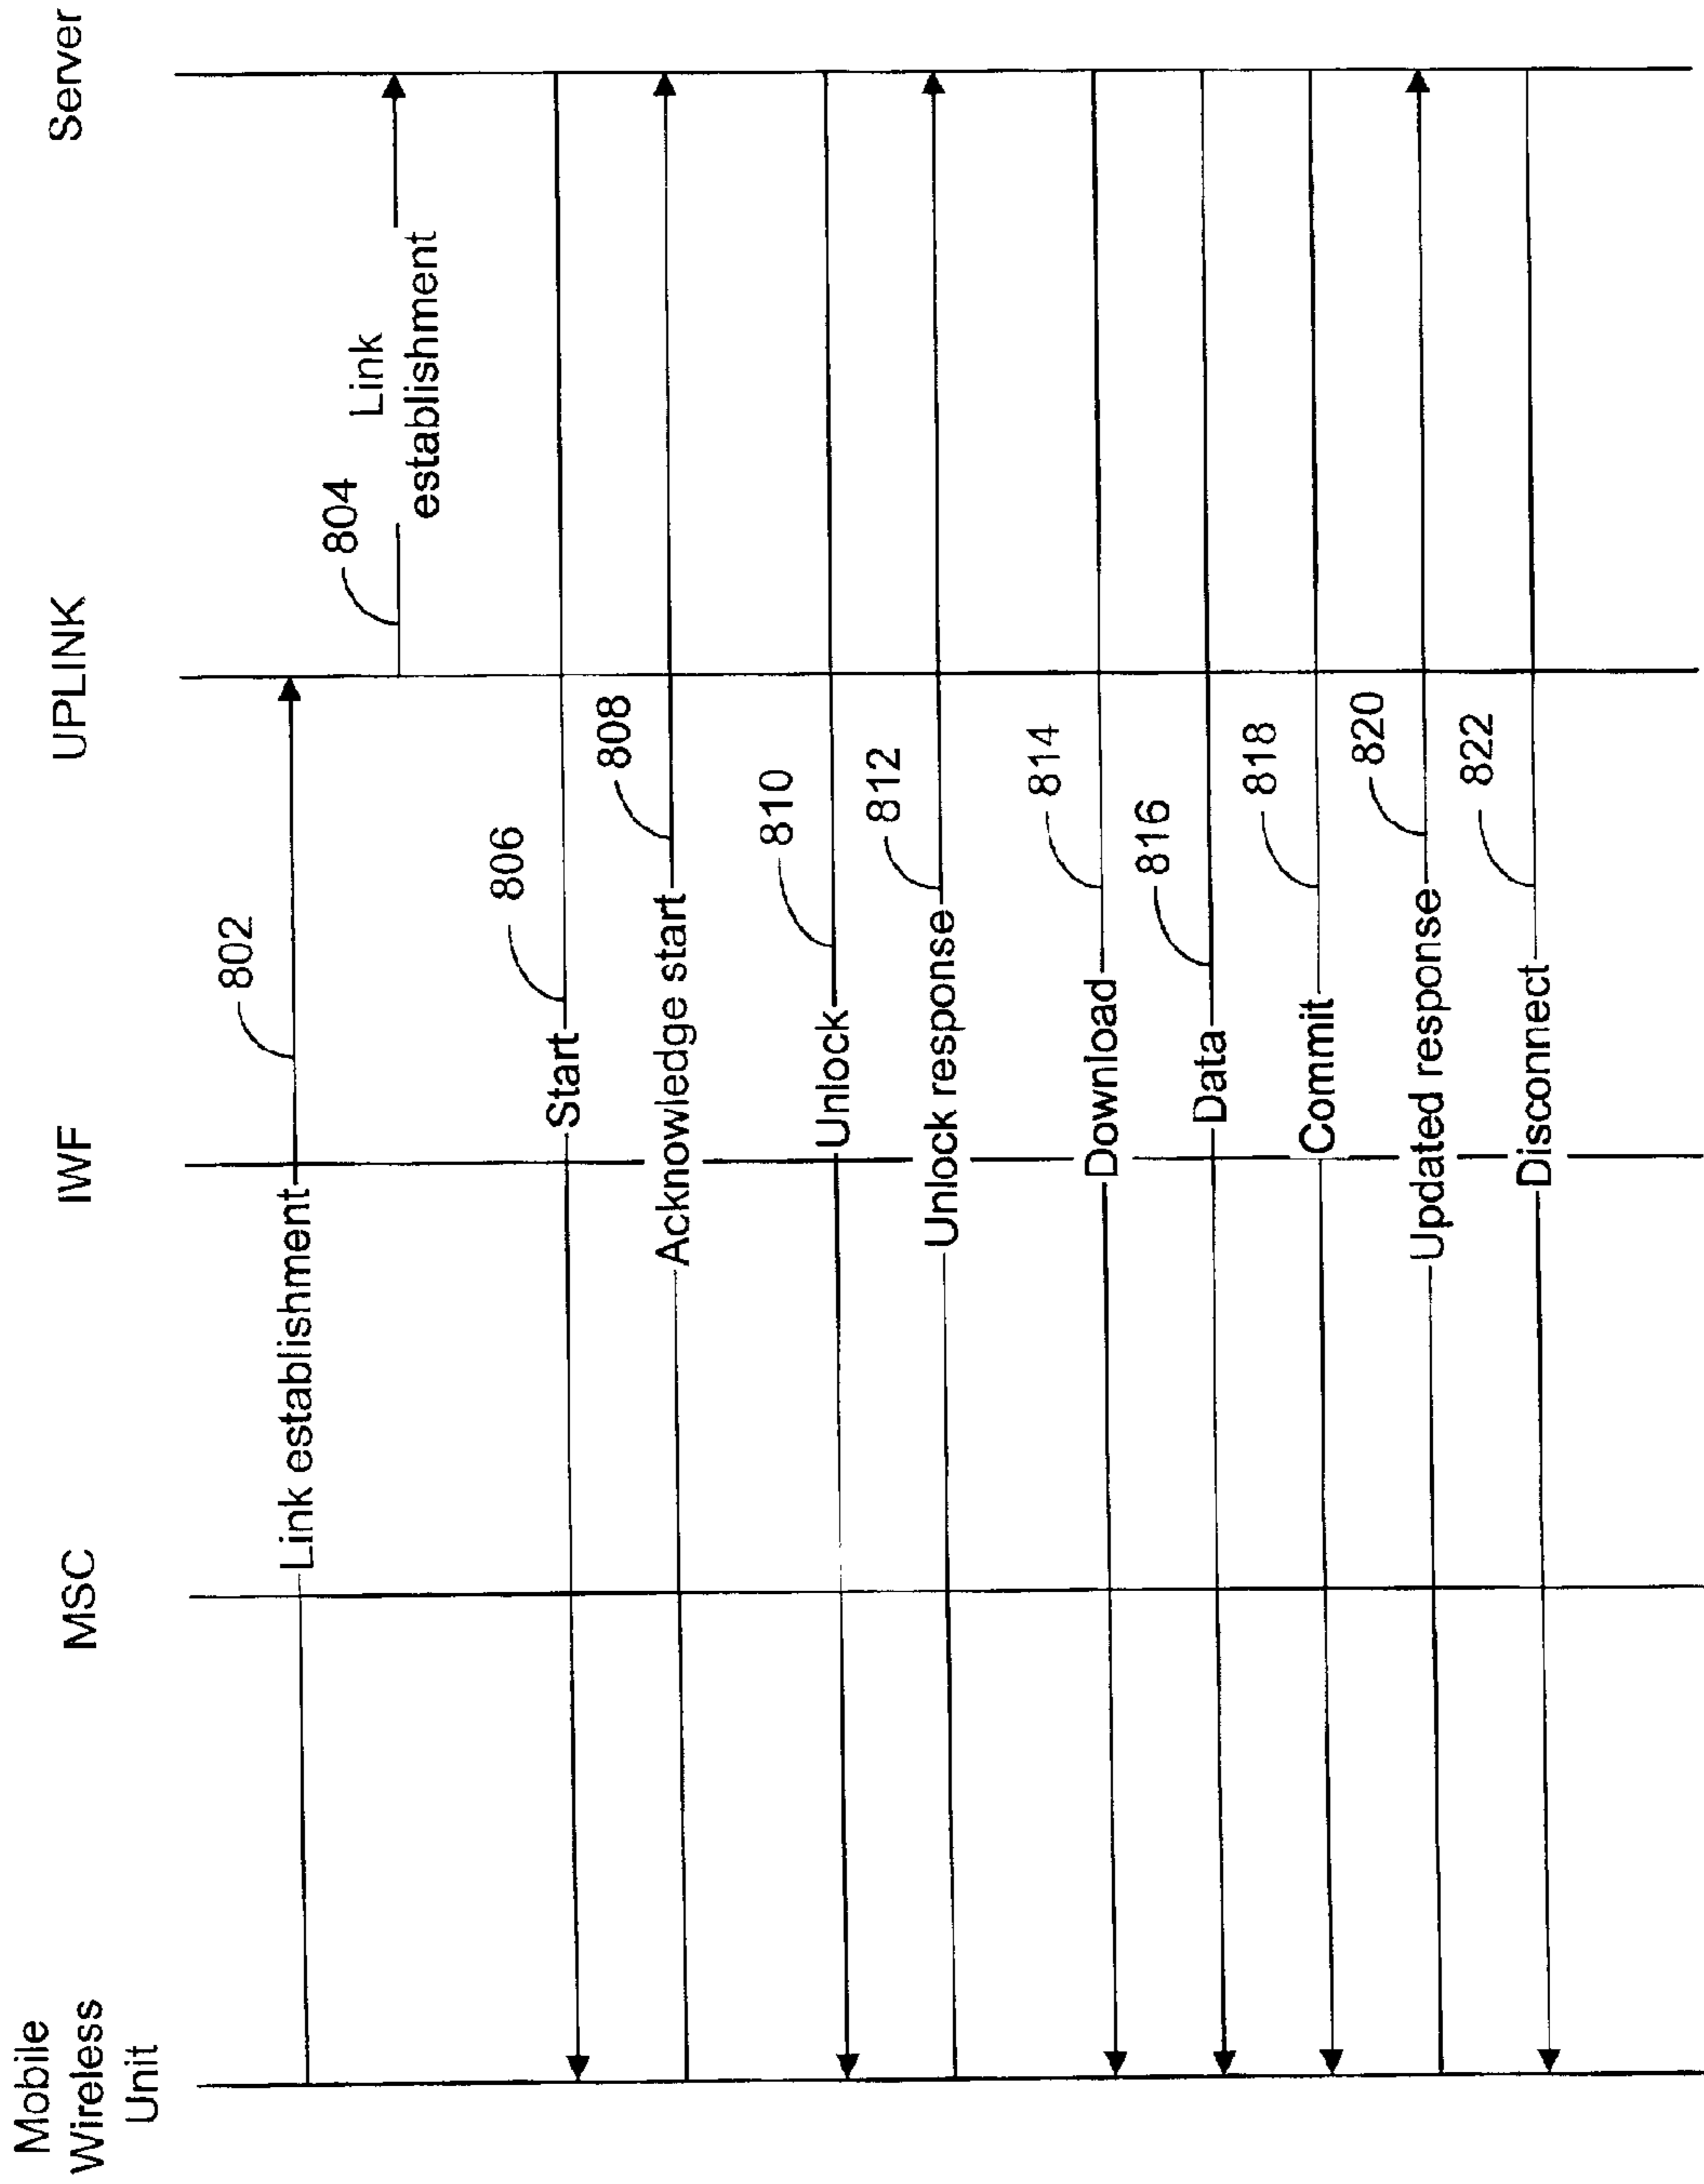 Mobile
Wireless
Unit
MSC
IWF
UPLINK
Server
802
Link establishment
804
Link
establishment
806
Start
808
Acknowledge start
810
Unlock
812
Unlock response
814
Download
816
Data
818
Commit
820
Updated response
822
Disconnect